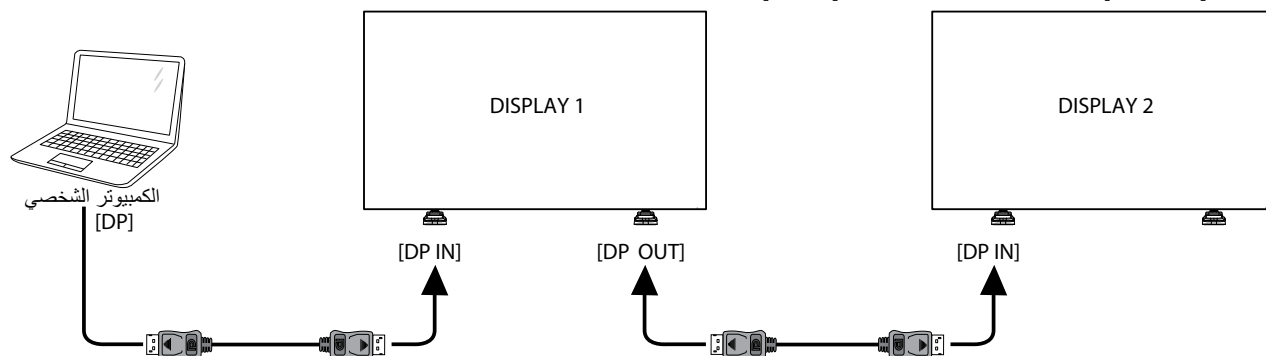 DISPLAY 1
DISPLAY 2
الكمبيوتر الشخصي
[DP]
[DP IN]
[DP OUT]
[DP IN]